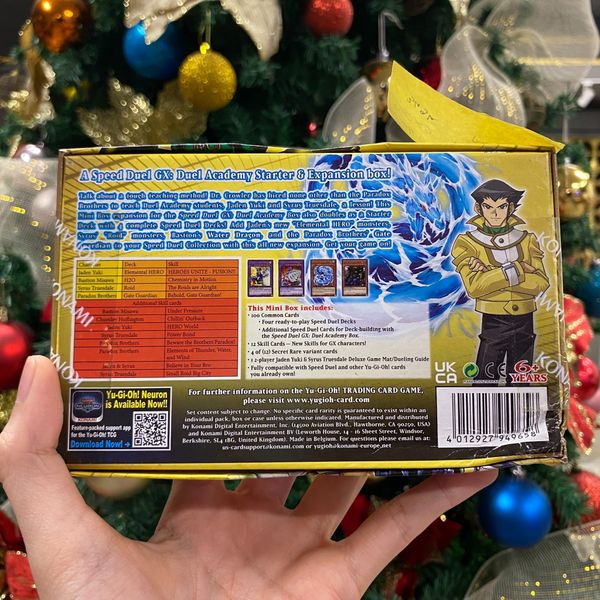 A Speed Duel GX: Duel Academy Starter & Expansion box!
Talk about a tough teaching method! Dr. Crowler has hired none other than the Paradox
Brothers to teach Duel Academy students, Jaden Yuki and Syrus Truesdale, a lesson! This
Mini Box expansion for the Speed Duel GX: Duel Academy Box also doubles as a Starter
Deck with 4 complete Speed Duel Decks! Add Jaden's new Elemental HERO monsters,
Syrus' Roid monsters, Bastion's Water Dragon and the Paradox Brothers' Gate
Guardian to your Speed Duel Collection with this all new expansion. Get your game on!
Character Deck Skill
Jaden Yuki Elemental HERO HEROES UNITE - FUSION!!
Bastion Misawa H2O Chemistry in Motion
Syrus Truesdale Roid The Roids are Alright
Paradox Brothers Gate Guardian Behold, Gate Guardian!
Additional Skill cards
Bastion Misawa Under Pressure
Chumley Huffington Chillin' Outback
Jaden Yuki HERO World
Syrus Truesdale Power Bond
Paradox Brothers Beware the Brothers Paradox!
Paradox Brothers Elements of Thunder, Water,
and Wind
Jaden & Syrus Believe in Your Bro
Syrus Truesdale Small Roid Big City
This Mini Box includes:
• 100 Common Cards
• Four ready-to-play Speed Duel Decks
• Additional Speed Duel Cards for Deck-building with
the Speed Duel GX: Duel Academy Box.
• 12 Skill Cards — New Skills for GX characters!
• 4 of (12) Secret Rare variant cards
• 2-player Jaden Yuki & Syrus Truesdale Deluxe Game Mat/Dueling Guide
• Fully compatible with Speed Duel and other Yu-Gi-Oh! cards
you already own!
UK
CA
CE
6+
YEARS
Yu-Gi-Oh! Neuron
is Available Now!!
Feature-packed support app
for the Yu-Gi-Oh! TCG
Download Now!
For further information on the Yu-Gi-Oh! TRADING CARD GAME,
please visit www.yugioh-card.com
Set content subject to change. No specific card rarity is guaranteed to exist within an
individual pack, box or case unless otherwise indicated. Manufactured and distributed
by Konami Digital Entertainment, Inc. (14500 Aviation Blvd., Hawthorne, CA 90250, USA)
and Konami Digital Entertainment BV (Leworth House, 14 - 16 Sheet Street, Windsor,
Berkshire, SL4 1BG, United Kingdom). Made in Belgium. For questions please email us at:
us-cardsupport@konami.com or yugioh@konami-europe.net
4 012927 949658
KONAMI
KONAMI
KONAMI
KONAMI